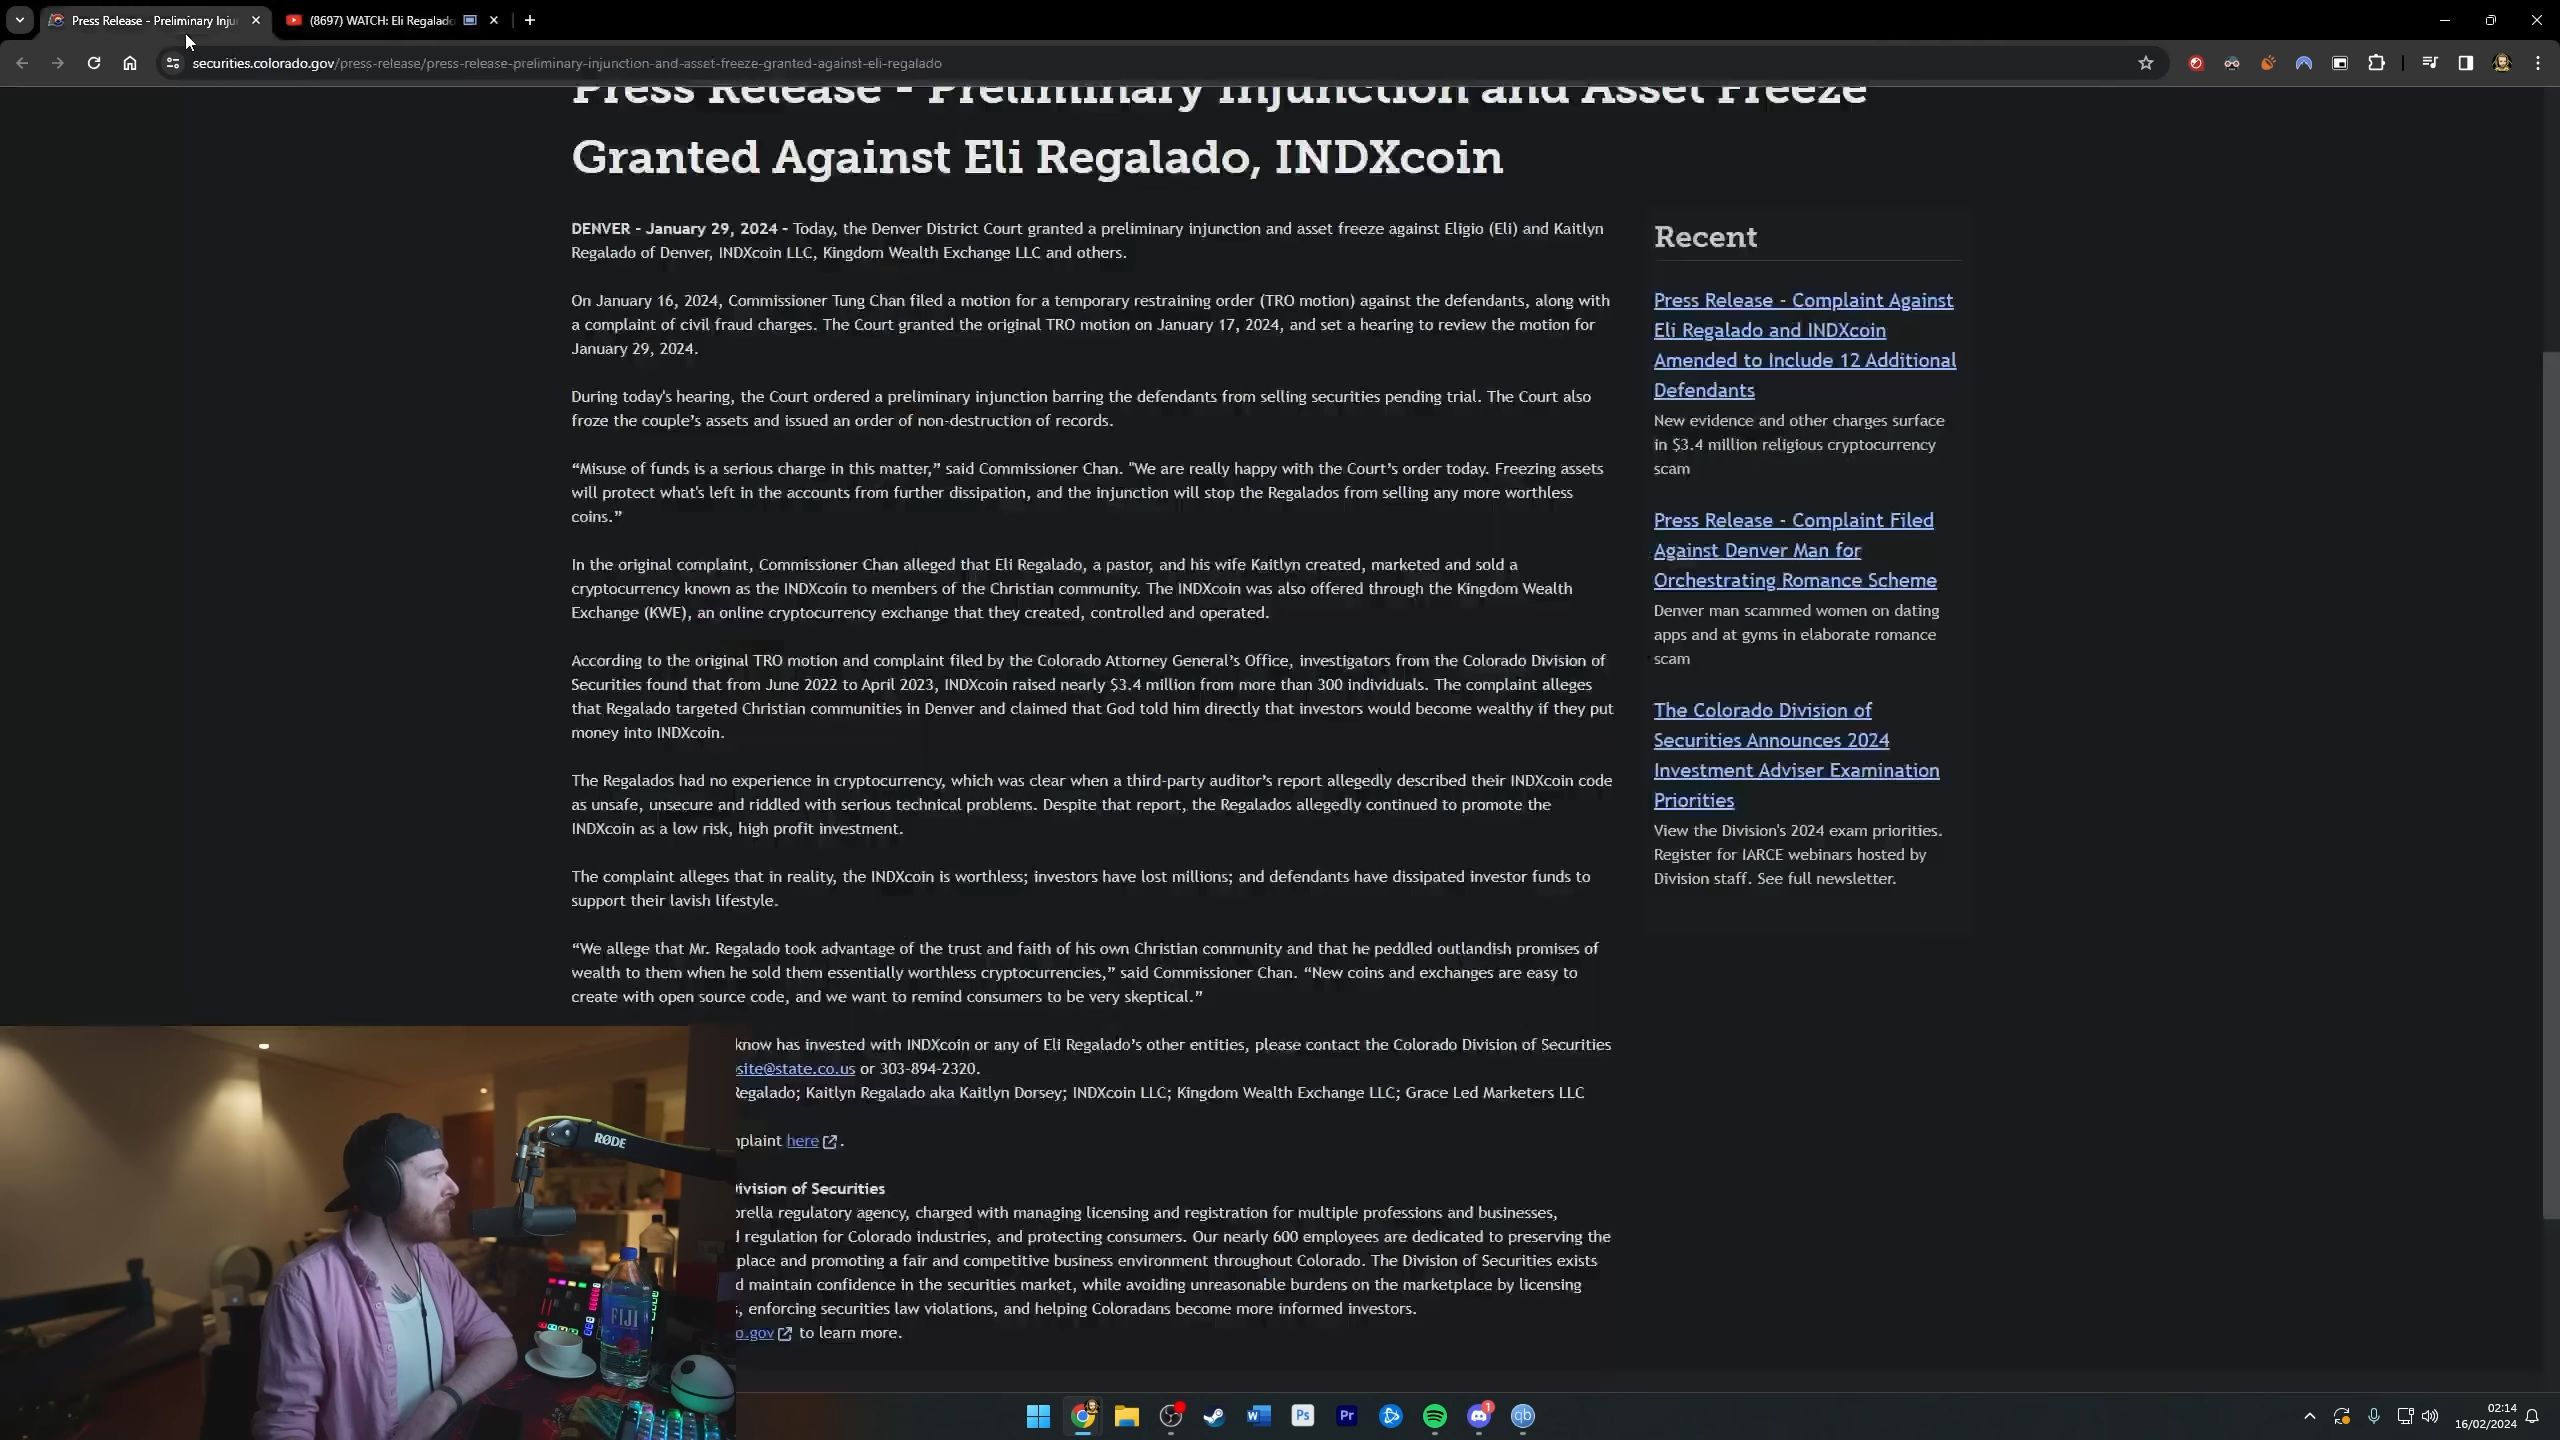 Press Release - Preliminary Inju
(8697) WATCH: Eli Regalado
securities.colorado.gov/press-release/press-release-preliminary-injunction-and-asset-freeze-granted-against-eli-regalado
Press Release - Preliminary Injunction and Asset Freeze
Granted Against Eli Regalado, INDXcoin
DENVER - January 29, 2024 - Today, the Denver District Court granted a preliminary injunction and asset freeze against Eligio (Eli) and Kaitlyn
Regalado of Denver, INDXcoin LLC, Kingdom Wealth Exchange LLC and others.
On January 16, 2024, Commissioner Tung Chan filed a motion for a temporary restraining order (TRO motion) against the defendants, along with
a complaint of civil fraud charges. The Court granted the original TRO motion on January 17, 2024, and set a hearing to review the motion for
January 29, 2024.
During today's hearing, the Court ordered a preliminary injunction barring the defendants from selling securities pending trial. The Court also
froze the couple’s assets and issued an order of non-destruction of records.
“Misuse of funds is a serious charge in this matter,” said Commissioner Chan. "We are really happy with the Court’s order today. Freezing assets
will protect what's left in the accounts from further dissipation, and the injunction will stop the Regalados from selling any more worthless
coins.”
In the original complaint, Commissioner Chan alleged that Eli Regalado, a pastor, and his wife Kaitlyn created, marketed and sold a
cryptocurrency known as the INDXcoin to members of the Christian community. The INDXcoin was also offered through the Kingdom Wealth
Exchange (KWE), an online cryptocurrency exchange that they created, controlled and operated.
According to the original TRO motion and complaint filed by the Colorado Attorney General’s Office, investigators from the Colorado Division of
Securities found that from June 2022 to April 2023, INDXcoin raised nearly $3.4 million from more than 300 individuals. The complaint alleges
that Regalado targeted Christian communities in Denver and claimed that God told him directly that investors would become wealthy if they put
money into INDXcoin.
The Regalados had no experience in cryptocurrency, which was clear when a third-party auditor’s report allegedly described their INDXcoin code
as unsafe, unsecure and riddled with serious technical problems. Despite that report, the Regalados allegedly continued to promote the
INDXcoin as a low risk, high profit investment.
The complaint alleges that in reality, the INDXcoin is worthless; investors have lost millions; and defendants have dissipated investor funds to
support their lavish lifestyle.
“We allege that Mr. Regalado took advantage of the trust and faith of his own Christian community and that he peddled outlandish promises of
wealth to them when he sold them essentially worthless cryptocurrencies,” said Commissioner Chan. “New coins and exchanges are easy to
create with open source code, and we want to remind consumers to be very skeptical.”
know has invested with INDXcoin or any of Eli Regalado’s other entities, please contact the Colorado Division of Securities
site@state.co.us or 303-894-2320.
Regalado; Kaitlyn Regalado aka Kaitlyn Dorsey; INDXcoin LLC; Kingdom Wealth Exchange LLC; Grace Led Marketers LLC
nplaint here.
ivision of Securities
orella regulatory agency, charged with managing licensing and registration for multiple professions and businesses,
d regulation for Colorado industries, and protecting consumers. Our nearly 600 employees are dedicated to preserving the
place and promoting a fair and competitive business environment throughout Colorado. The Division of Securities exists
d maintain confidence in the securities market, while avoiding unreasonable burdens on the marketplace by licensing
s, enforcing securities law violations, and helping Coloradans become more informed investors.
o.gov to learn more.
Recent
Press Release - Complaint Against
Eli Regalado and INDXcoin
Amended to Include 12 Additional
Defendants
New evidence and other charges surface
in $3.4 million religious cryptocurrency
scam
Press Release - Complaint Filed
Against Denver Man for
Orchestrating Romance Scheme
Denver man scammed women on dating
apps and at gyms in elaborate romance
scam
The Colorado Division of
Securities Announces 2024
Investment Adviser Examination
Priorities
View the Division's 2024 exam priorities.
Register for IARCE webinars hosted by
Division staff. See full newsletter.
RØDE
FIJI
W
Ps
Pr
1
qb
02:14
16/02/2024